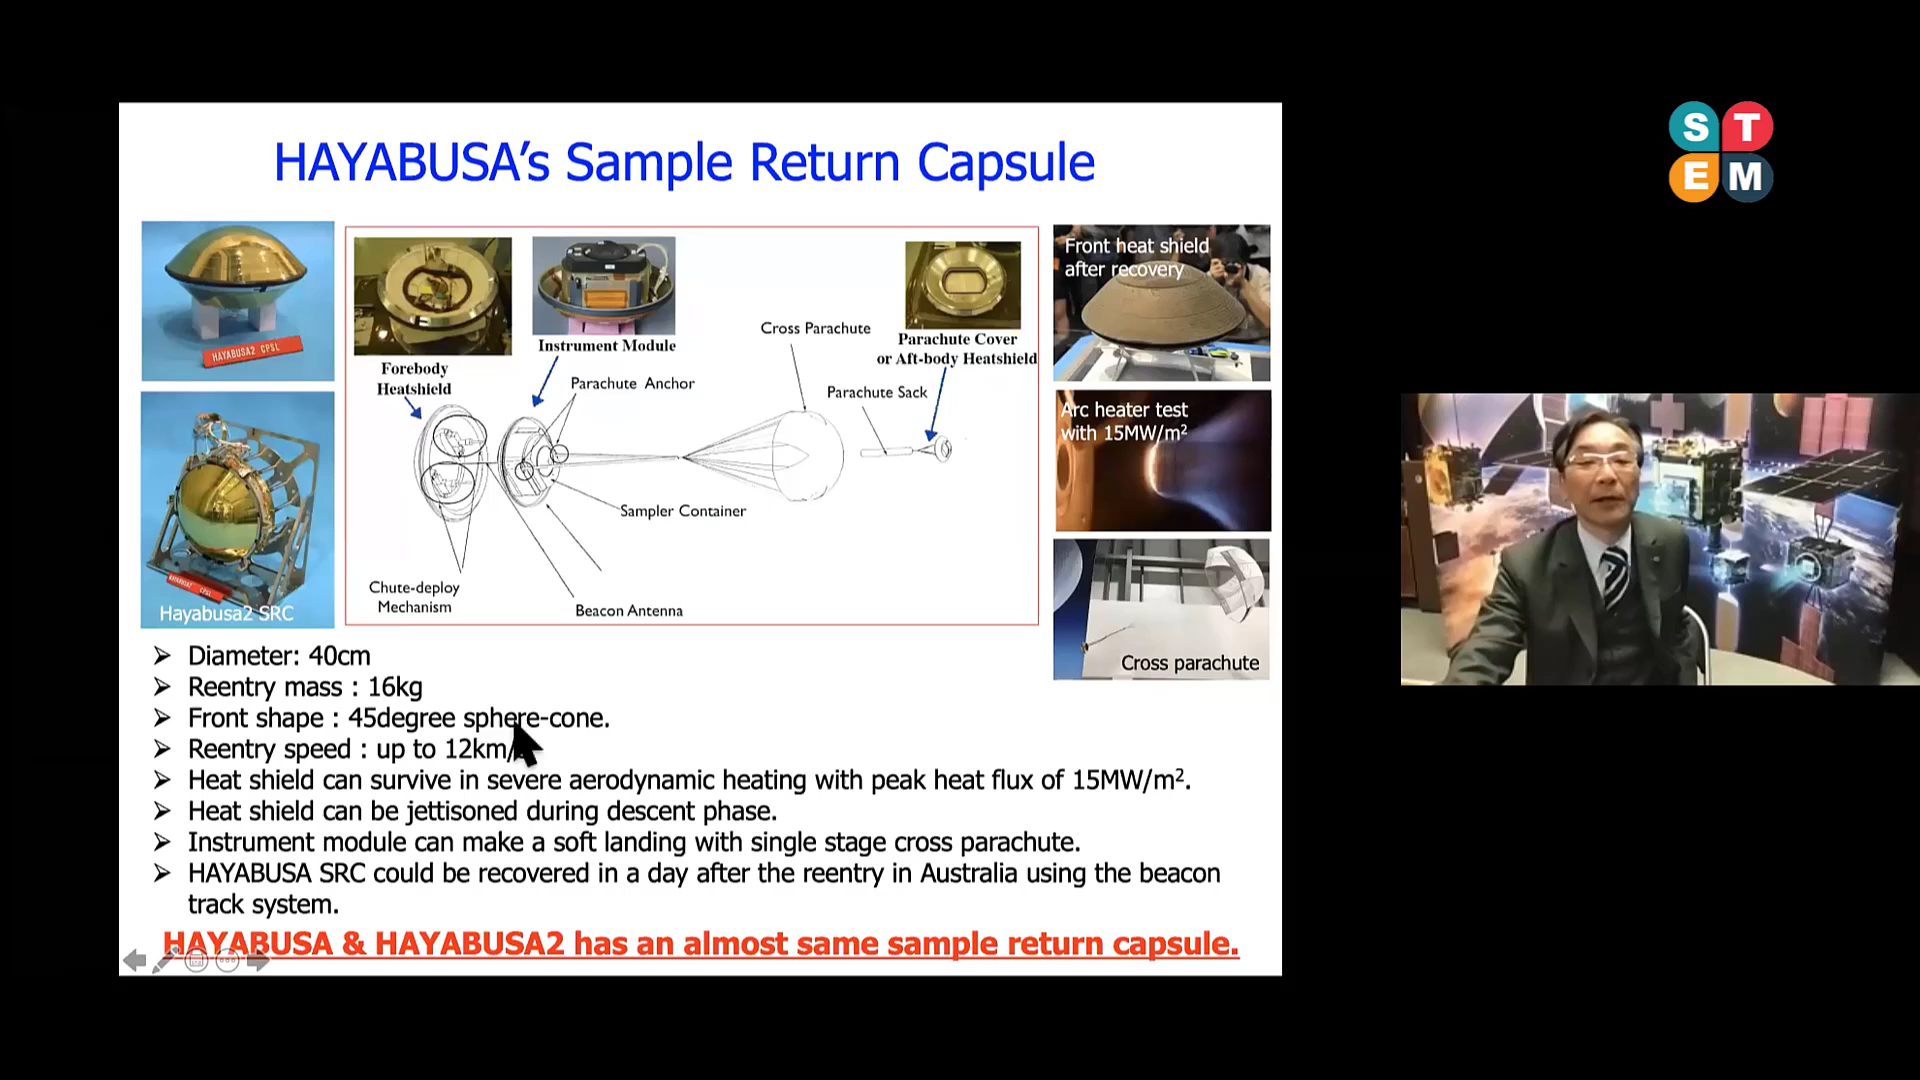 STEM
HAYABUSA's Sample Return Capsule
HAYABUSA2 CPSL
Hayabusa2 SRC
Forebody
Heatshield
Instrument Module
Parachute Anchor
Cross Parachute
Parachute Cover
or Aft-body Heatshield
Parachute Sack
Sampler Container
Chute-deploy
Mechanism
Beacon Antenna
Front heat shield
after recovery
Arc heater test
with 15MW/m²
Cross parachute
➢ Diameter: 40cm
➢ Reentry mass : 16kg
➢ Front shape : 45degree sphere-cone.
➢ Reentry speed : up to 12km/
➢ Heat shield can survive in severe aerodynamic heating with peak heat flux of 15MW/m².
➢ Heat shield can be jettisoned during descent phase.
➢ Instrument module can make a soft landing with single stage cross parachute.
➢ HAYABUSA SRC could be recovered in a day after the reentry in Australia using the beacon
track system.
HAYABUSA & HAYABUSA2 has an almost same sample return capsule.